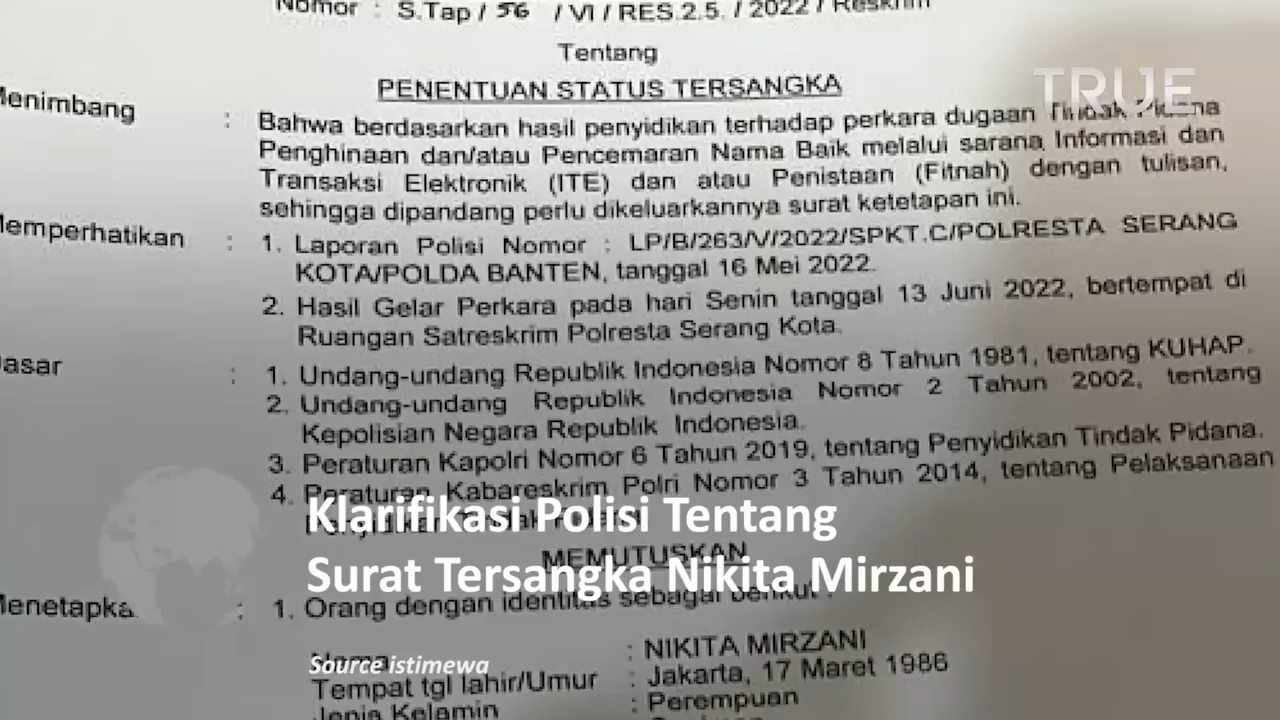 Nomor : S.Tap / 56 / VI / RES.2.5. / 2022 / Reskrim
Tentang
PENENTUAN STATUS TERSANGKA
TRUE
Menimbang : Bahwa berdasarkan hasil penyidikan terhadap perkara dugaan Tindak Pidana
Penghinaan dan/atau Pencemaran Nama Baik melalui sarana Informasi dan
Transaksi Elektronik (ITE) dan atau Penistaan (Fitnah) dengan tulisan,
sehingga dipandang perlu dikeluarkannya surat ketetapan ini.
Memperhatikan : 1. Laporan Polisi Nomor : LP/B/263/V/2022/SPKT.C/POLRESTA SERANG
KOTA/POLDA BANTEN, tanggal 16 Mei 2022.
2. Hasil Gelar Perkara pada hari Senin tanggal 13 Juni 2022, bertempat di
Ruangan Satreskrim Polresta Serang Kota.
Dasar : 1. Undang-undang Republik Indonesia Nomor 8 Tahun 1981, tentang KUHAP.
2. Undang-undang Republik Indonesia Nomor 2 Tahun 2002, tentang
Kepolisian Negara Republik Indonesia.
3. Peraturan Kapolri Nomor 6 Tahun 2019, tentang Penyidikan Tindak Pidana.
4. Peraturan Kabareskrim Polri Nomor 3 Tahun 2014, tentang Pelaksanaan
Klarifikasi Polisi Tentang
MEMUTUSKAN
Surat Tersangka Nikita Mirzani
Menetapka : 1. Orang dengan identitas sebagai berikut :
Nama : NIKITA MIRZANI
Source istimewa
Tempat tgl lahir/Umur : Jakarta, 17 Maret 1986
Jenis Kelamin : Perempuan